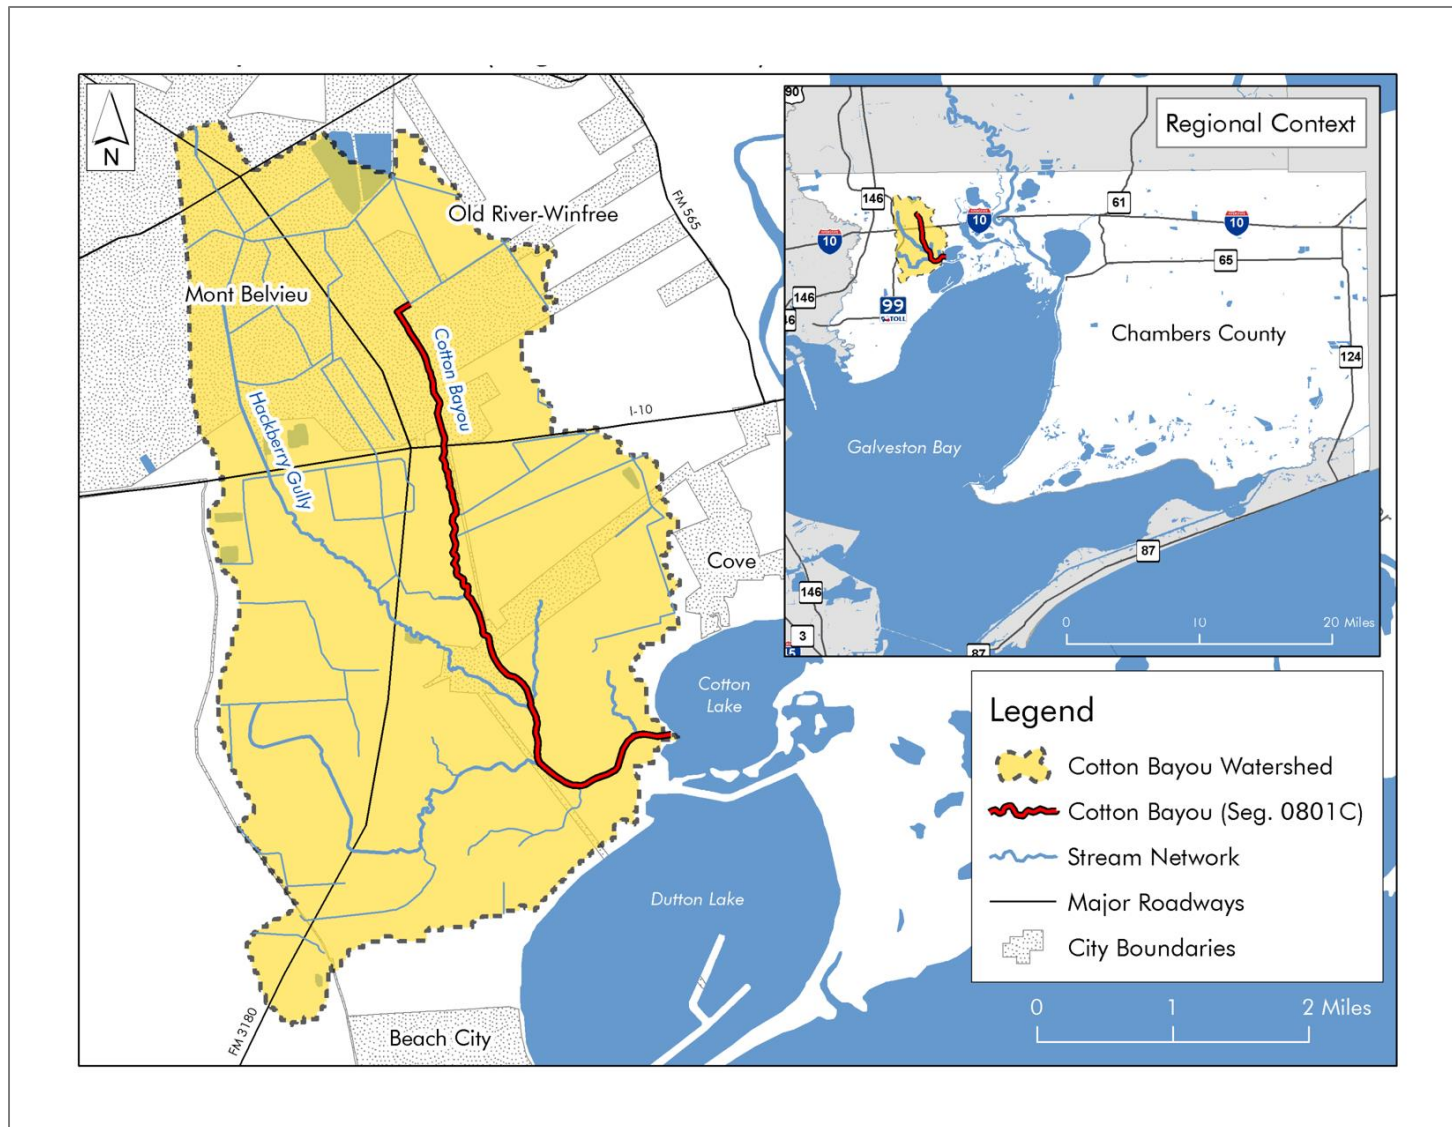 N
Old River-Winfree
FM 565
Mont Belvieu
Cotton Bayou
Hackberry Gully
I-10
Cove
Cotton
Lake
Dutton Lake
FM 3180
Beach City
Regional Context
90
146
61
10
10
10
65
146
99
TOLL
46
Chambers County
124
Galveston Bay
87
146
3
87
0 10 20 Miles
Legend
Cotton Bayou Watershed
Cotton Bayou (Seg. 0801C)
Stream Network
Major Roadways
City Boundaries
0 1 2 Miles